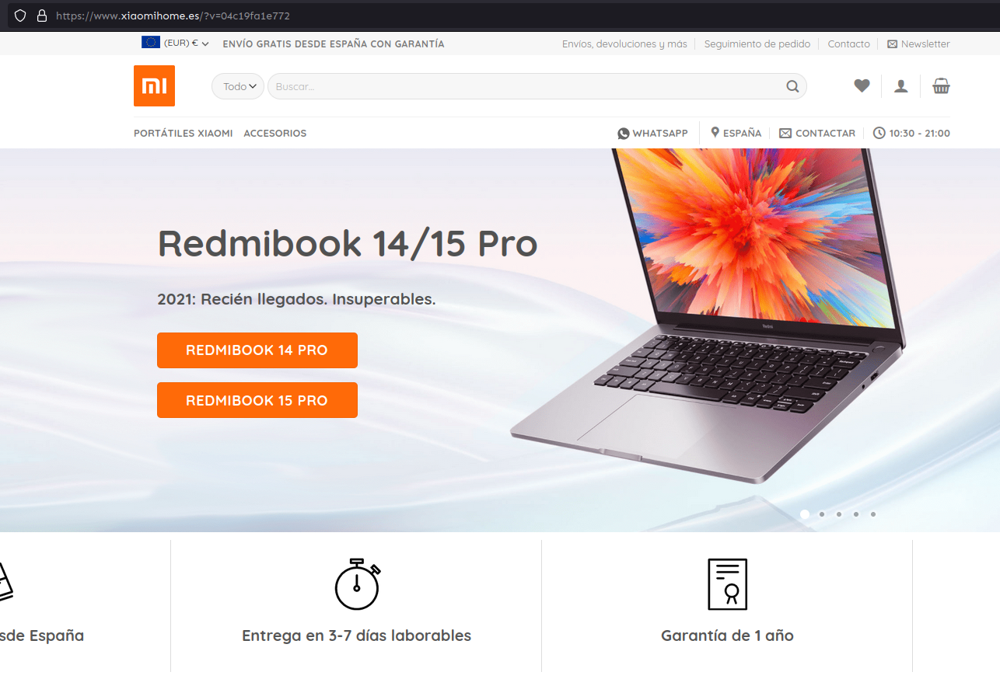 https://www.xiaomihome.es/?v=04c19fa1e772
(EUR) € ENVÍO GRATIS DESDE ESPAÑA CON GARANTÍA Envíos, devoluciones y más Seguimiento de pedido Contacto Newsletter
mi
Todo Buscar...
PORTÁTILES XIAOMI ACCESORIOS WHATSAPP ESPAÑA CONTACTAR 10:30 - 21:00
Redmibook 14/15 Pro
2021: Recién llegados. Insuperables.
REDMIBOOK 14 PRO
REDMIBOOK 15 PRO
Redmi
sde España Entrega en 3-7 días laborables Garantía de 1 año